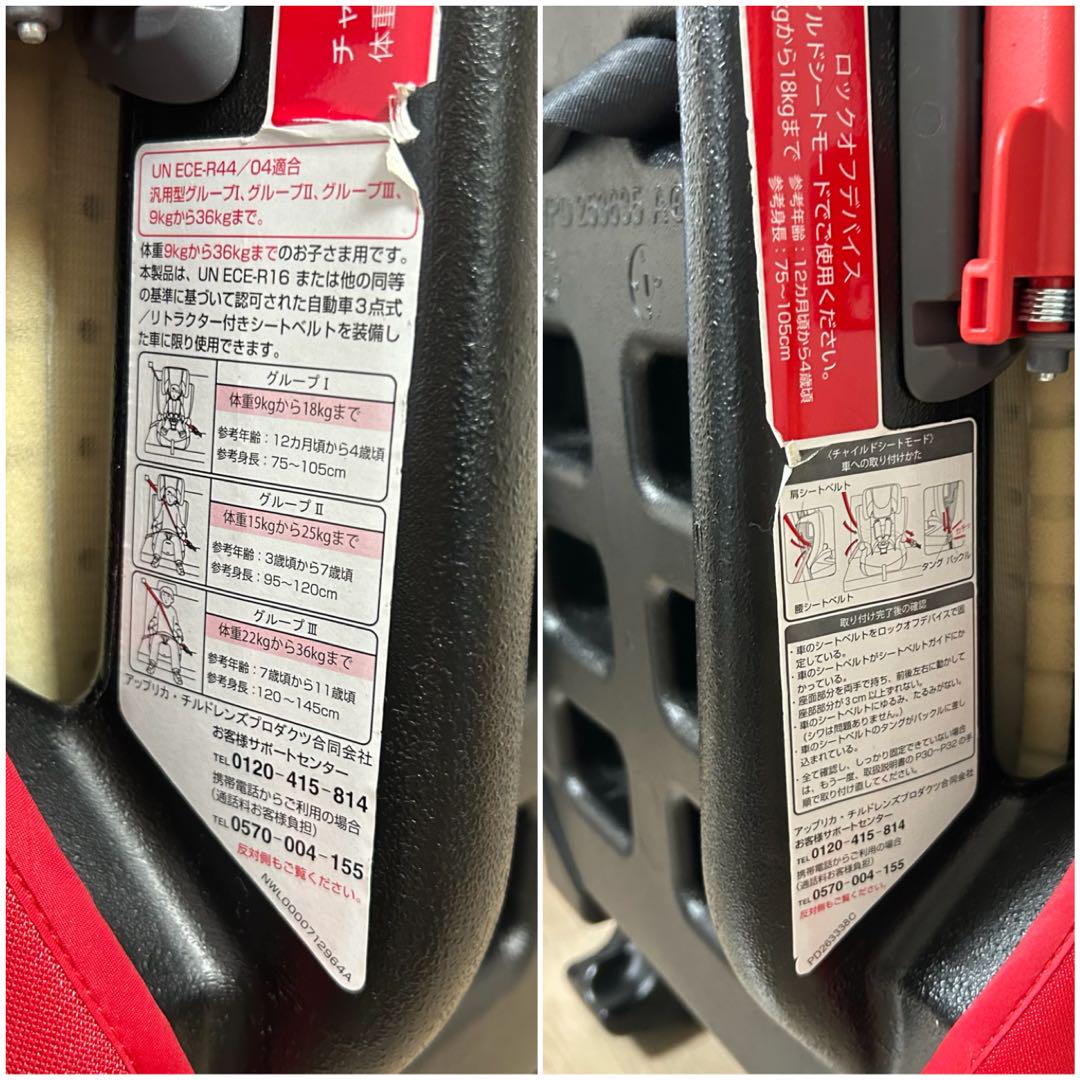 チャ
体重
UN ECE-R44/04適合
汎用型グループⅠ、グループⅡ、グループⅢ、
9kgから36kgまで。
体重9kgから36kgまでのお子さま用です。
本製品は、UN ECE-R16 または他の同等
の基準に基づいて認可された自動車3点式
/リトラクター付きシートベルトを装備し
た車に限り使用できます。
グループⅠ
体重9kgから18kgまで
参考年齢：12カ月頃から4歳頃
参考身長：75～105cm
グループⅡ
体重15kgから25kgまで
参考年齢：3歳頃から7歳頃
参考身長：95～120cm
グループⅢ
体重22kgから36kgまで
参考年齢：7歳頃から11歳頃
参考身長：120～145cm
アップリカ・チルドレンズプロダクツ合同会社
お客様サポートセンター
TEL 0120-415-814
携帯電話からご利用の場合
(通話料お客様負担)
TEL 0570-004-155
反対側もご覧ください。
NWL0000712964A
ロックオフデバイス
イルドシートモードでご使用ください。
kgから18kgまで
参考年齢：12カ月頃から4歳頃
参考身長：75～105cm
〈チャイルドシートモード〉
車への取り付けかた
肩シートベルト
タング バックル
腰シートベルト
取り付け完了後の確認
・車のシートベルトをロックオフデバイスで固
定している。
・車のシートベルトがシートベルトガイドにか
かっている。
・座面部分を両手で持ち、前後左右に動かして
座部部分が3cm以上ずれない。
・車のシートベルトにゆるみ、たるみがない。
(シワは問題ありません。)
・車のシートベルトのタングがバックルに差し
込まれている。
・全て確認し、しっかり固定できていない場合
は、もう一度、取扱説明書のP30-P32の手
順で取り付け直してください。
アップリカ・チルドレンズプロダクツ合同会社
お客様サポートセンター
TEL 0120-415-814
携帯電話からご利用の場合
(通話料お客様負担)
TEL 0570-004-155
反対側もご覧ください。
PD263338C